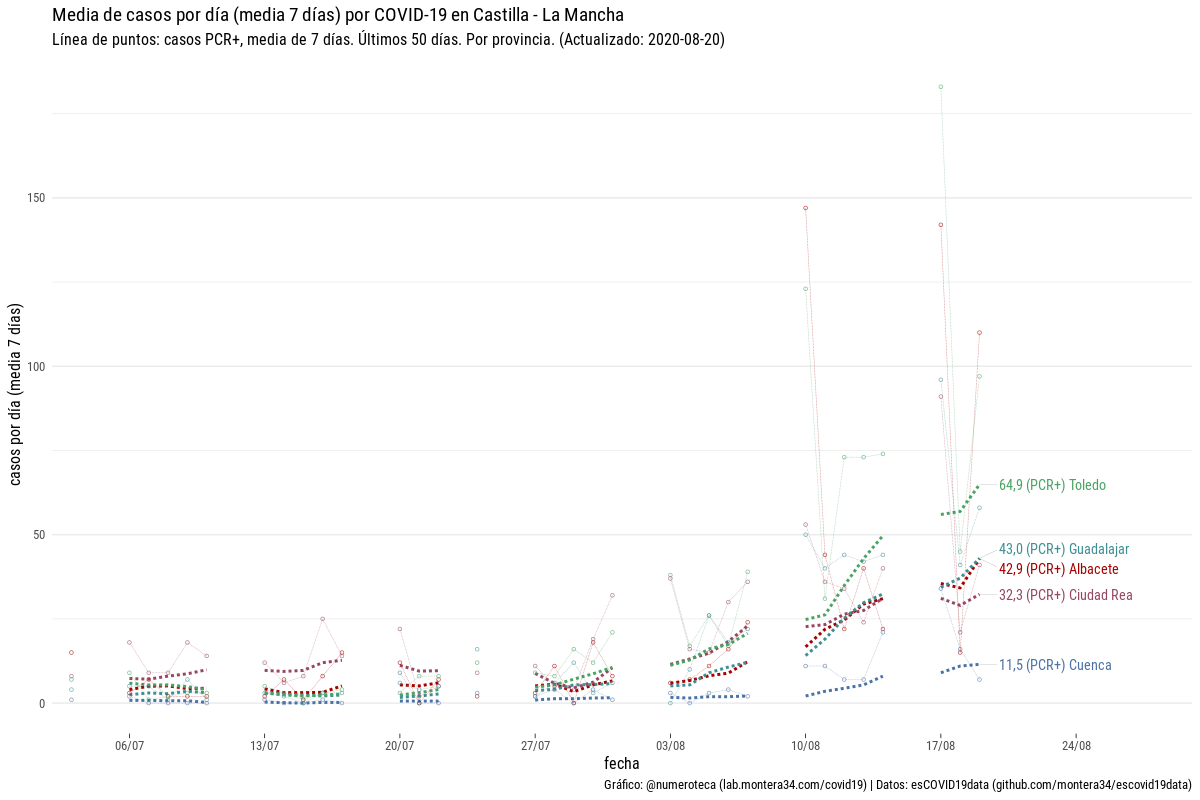 Media de casos por día (media 7 días) por COVID-19 en Castilla - La Mancha
Línea de puntos: casos PCR+, media de 7 días. Últimos 50 días. Por provincia. (Actualizado: 2020-08-20)
casos por día (media 7 días)
150
100
50
0
64,9 (PCR+) Toledo
43,0 (PCR+) Guadalajar
42,9 (PCR+) Albacete
32,3 (PCR+) Ciudad Rea
11,5 (PCR+) Cuenca
06/07 13/07 20/07 27/07 03/08 10/08 17/08 24/08
fecha
Gráfico: @numeroteca (lab.montera34.com/covid19) | Datos: esCOVID19data (github.com/montera34/escovid19data)